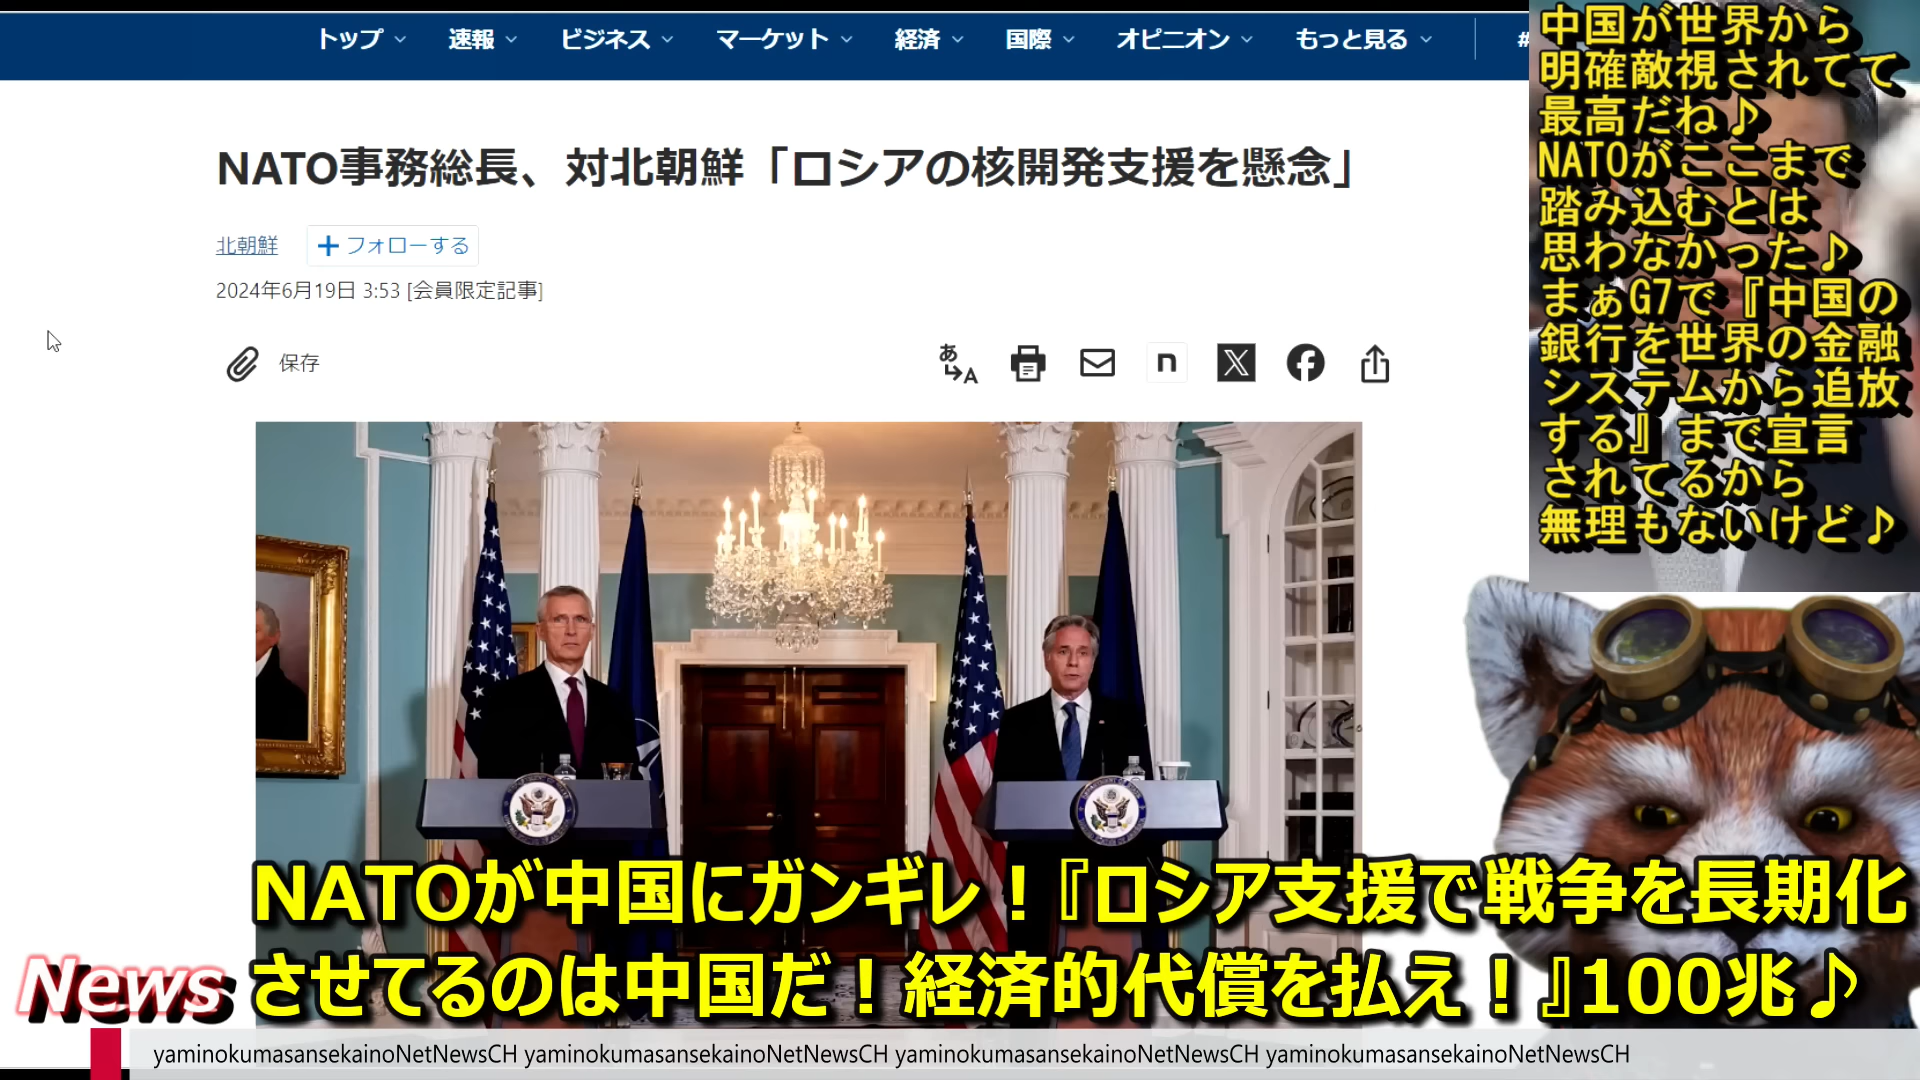 トップ 速報 ビジネス マーケット 経済 国際 オピニオン もっと見る #
NATO事務総長、対北朝鮮「ロシアの核開発支援を懸念」
北朝鮮 +フォローする
2024年6月19日 3:53 [会員限定記事]
保存
あ→A n X f
中国が世界から
明確敵視されてて
最高だね♪
NATOがここまで
踏み込むとは
思わなかった♪
まぁG7で『中国の
銀行を世界の金融
システムから追放
する』まで宣言
されてるから
無理もないけど♪
NATOが中国にガンギレ！『ロシア支援で戦争を長期化
させてるのは中国だ！経済的代償を払え！』100兆♪
News
yaminokumasansekainoNetNewsCH yaminokumasansekainoNetNewsCH yaminokumasansekainoNetNewsCH yaminokumasansekainoNetNewsCH